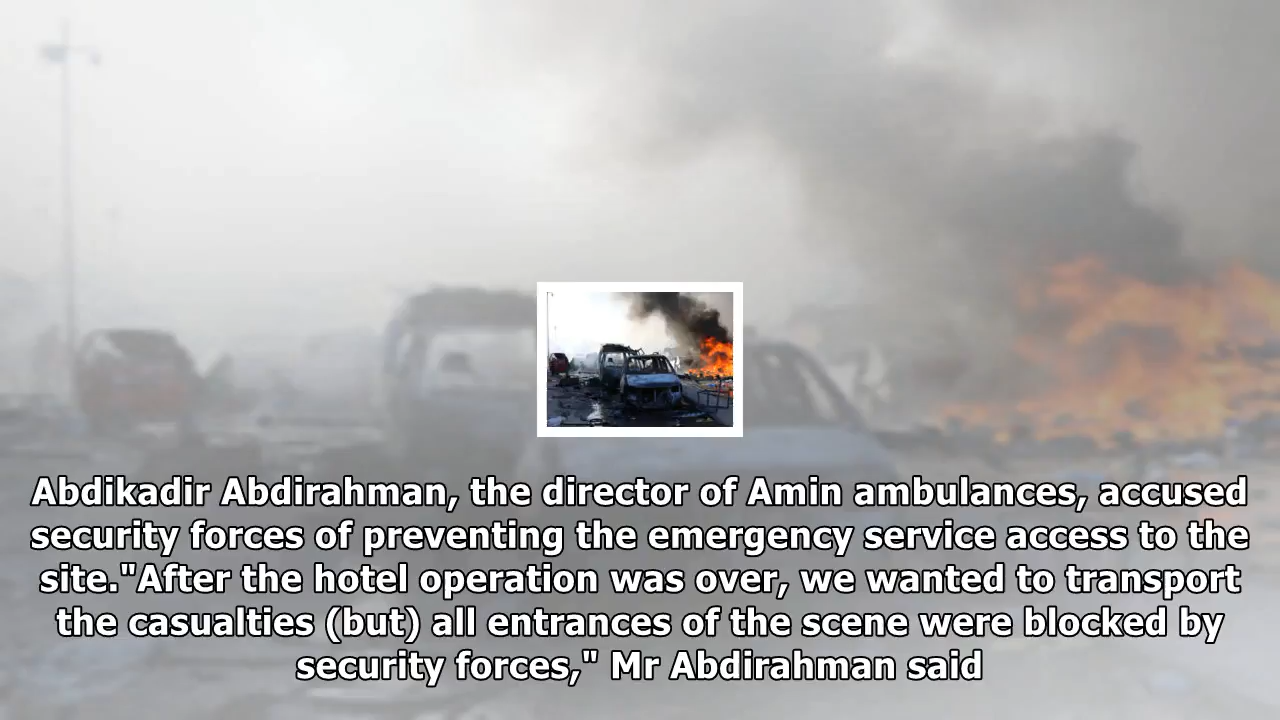 Abdikadir Abdirahman, the director of Amin ambulances, accused
security forces of preventing the emergency service access to the
site."After the hotel operation was over, we wanted to transport
the casualties (but) all entrances of the scene were blocked by
security forces," Mr Abdirahman said